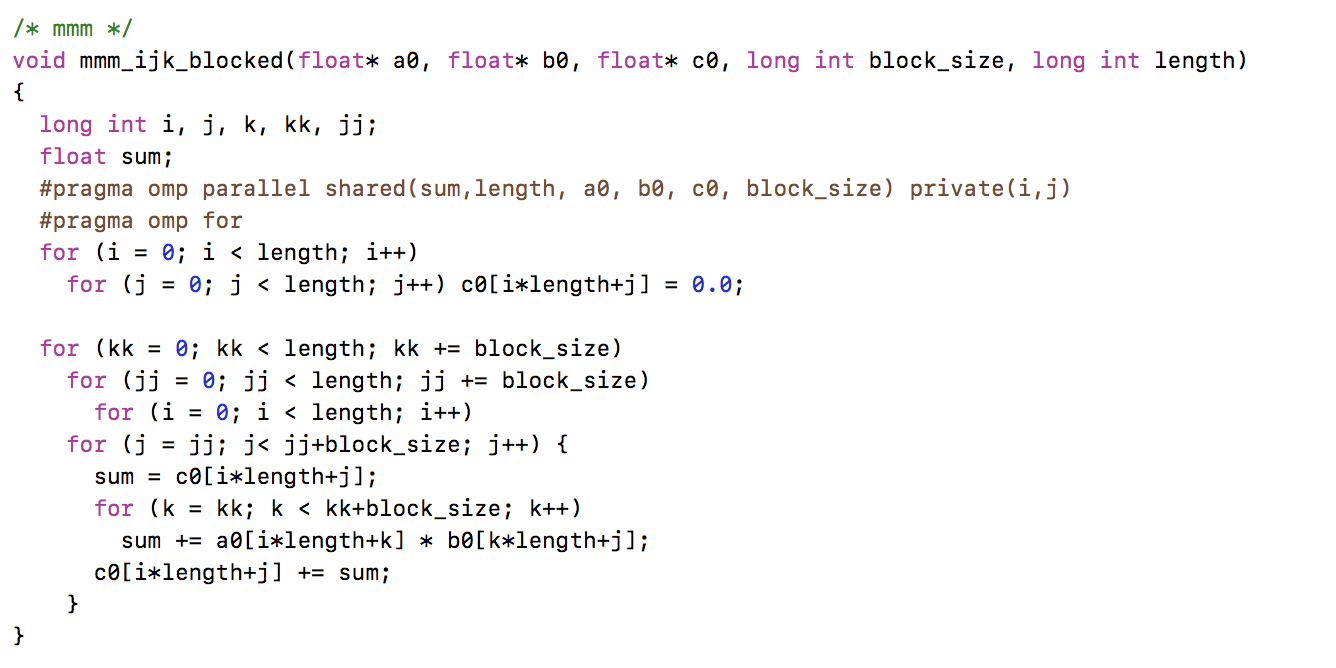 /* mmm */
void mmm_ijk_blocked(float* a0, float* b0, float* c0, long int block_size, long int length)
{
  long int i, j, k, kk, jj;
  float sum;
  #pragma omp parallel shared(sum,length, a0, b0, c0, block_size) private(i,j)
  #pragma omp for
  for (i = 0; i < length; i++)
    for (j = 0; j < length; j++) c0[i*length+j] = 0.0;

  for (kk = 0; kk < length; kk += block_size)
    for (jj = 0; jj < length; jj += block_size)
      for (i = 0; i < length; i++)
    for (j = jj; j< jj+block_size; j++) {
      sum = c0[i*length+j];
      for (k = kk; k < kk+block_size; k++)
        sum += a0[i*length+k] * b0[k*length+j];
      c0[i*length+j] += sum;
    }
}